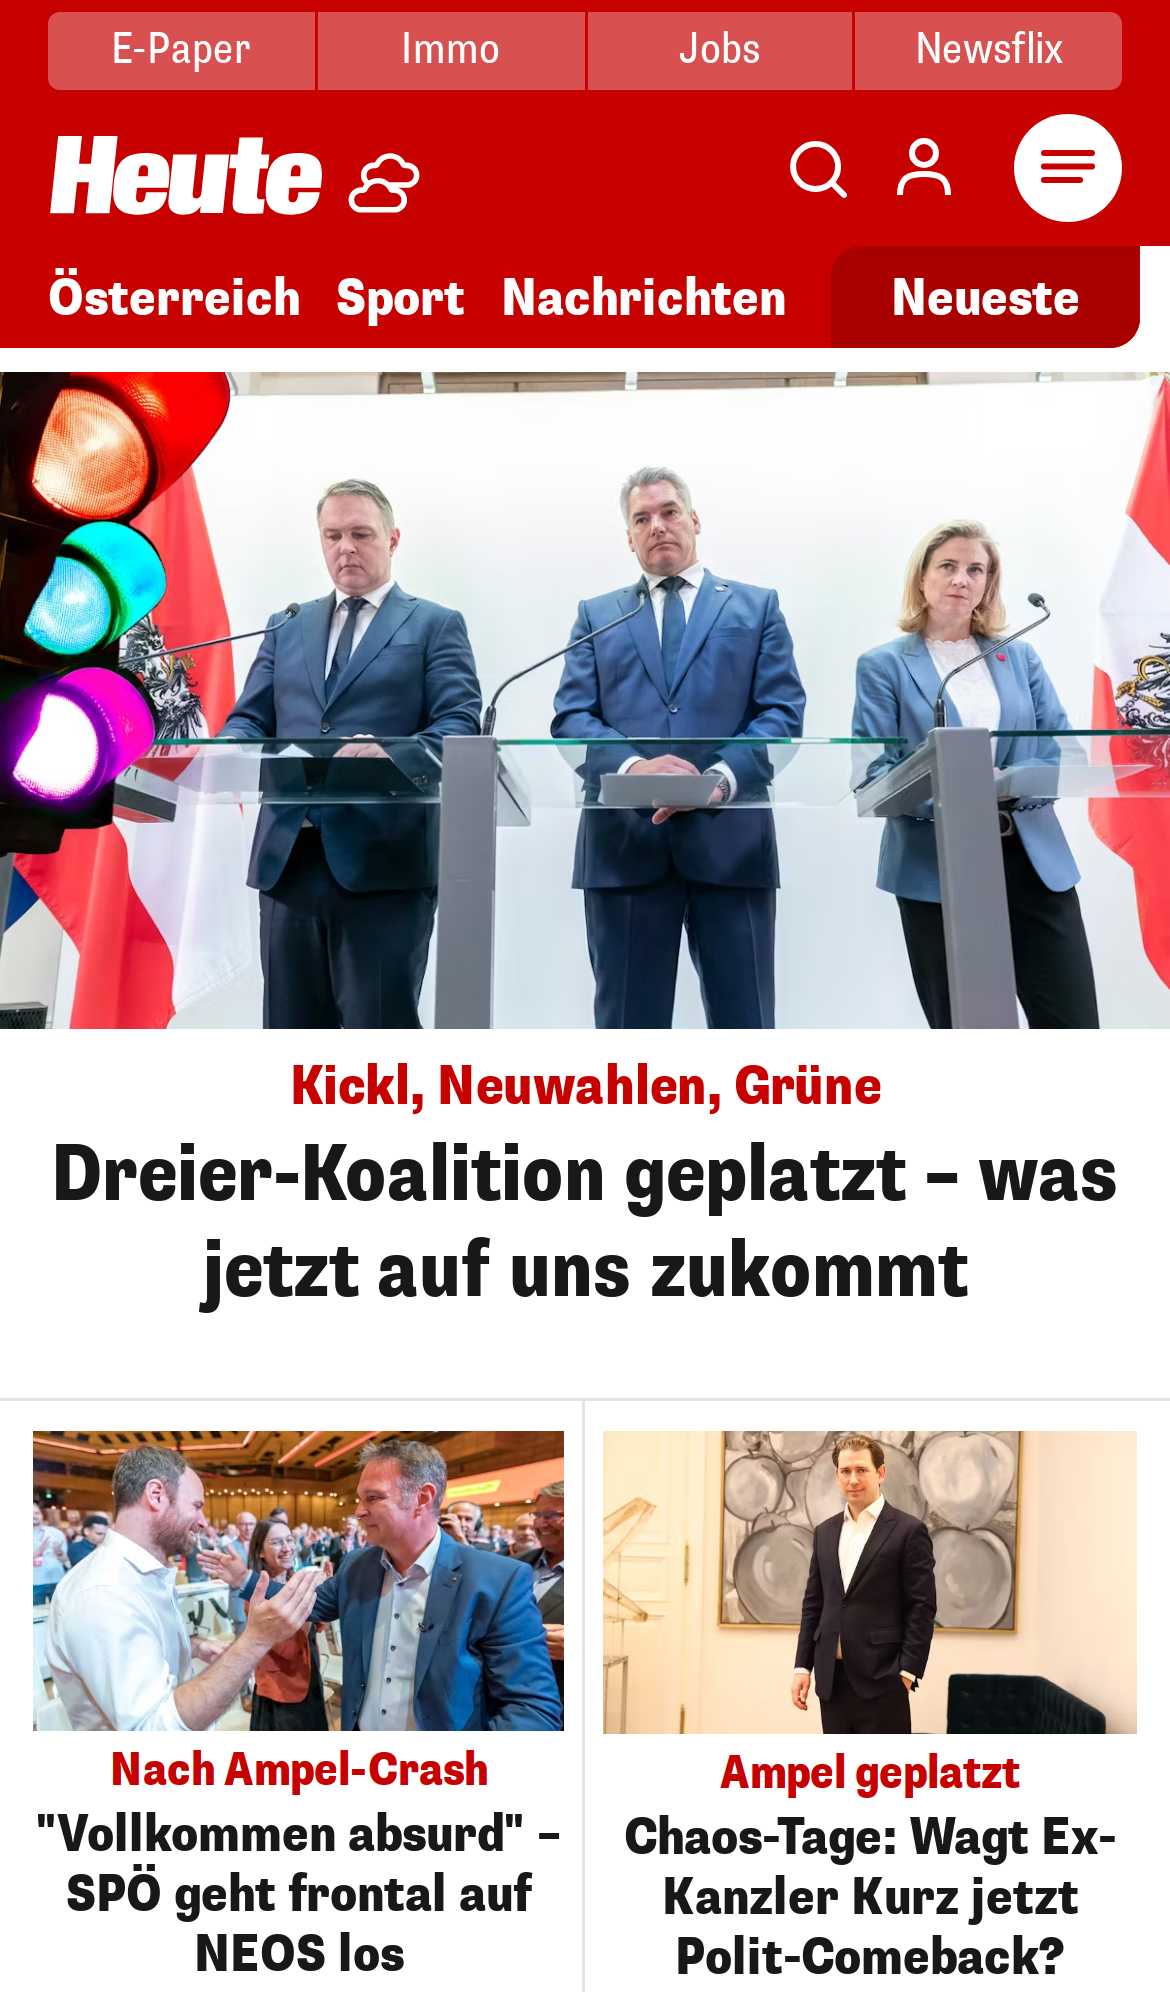 E-Paper
Immo
Jobs
Newsflix
Heute
Österreich
Sport
Nachrichten
Neueste
Kickl, Neuwahlen, Grüne
Dreier-Koalition geplatzt – was
jetzt auf uns zukommt
Nach Ampel-Crash
"Vollkommen absurd" –
SPÖ geht frontal auf
NEOS los
Ampel geplatzt
Chaos-Tage: Wagt Ex-
Kanzler Kurz jetzt
Polit-Comeback?